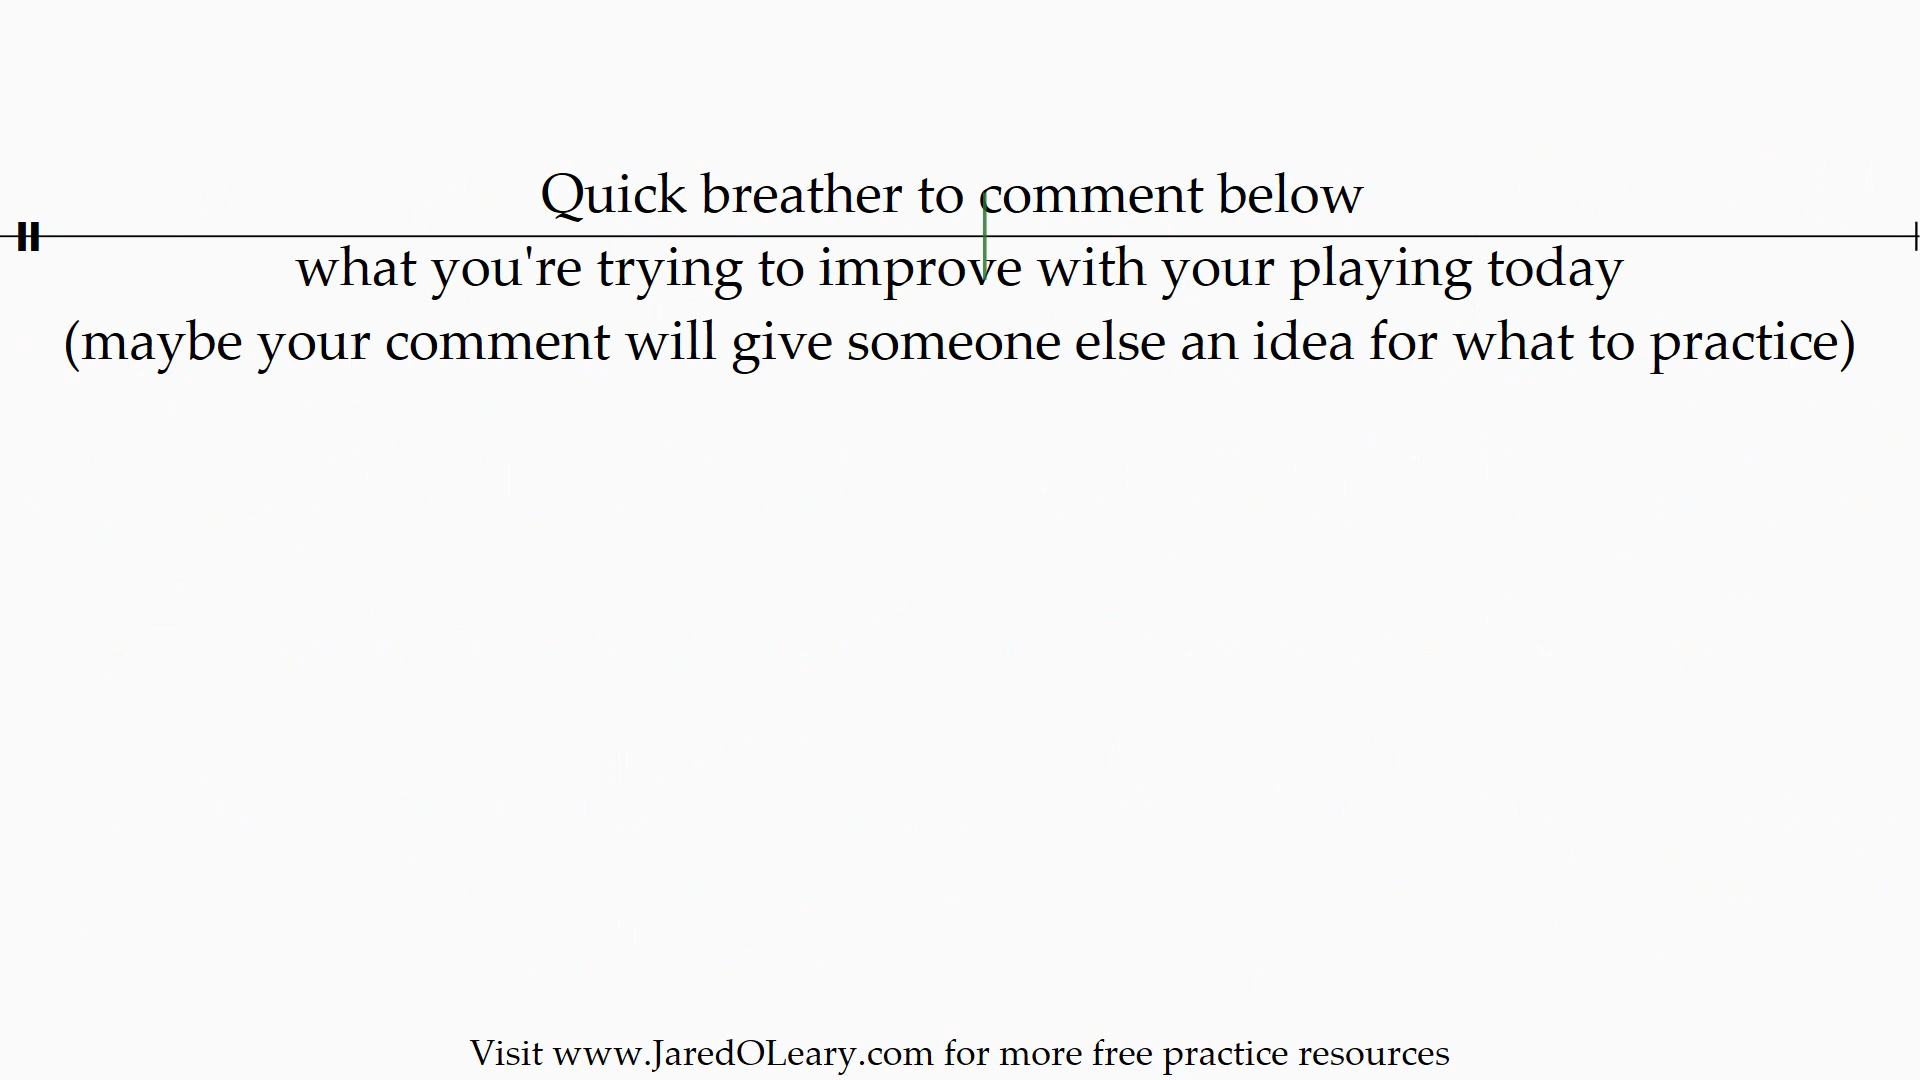 Quick breather to comment below
what you're trying to improve with your playing today
(maybe your comment will give someone else an idea for what to practice)
Visit www.JaredOLeary.com for more free practice resources